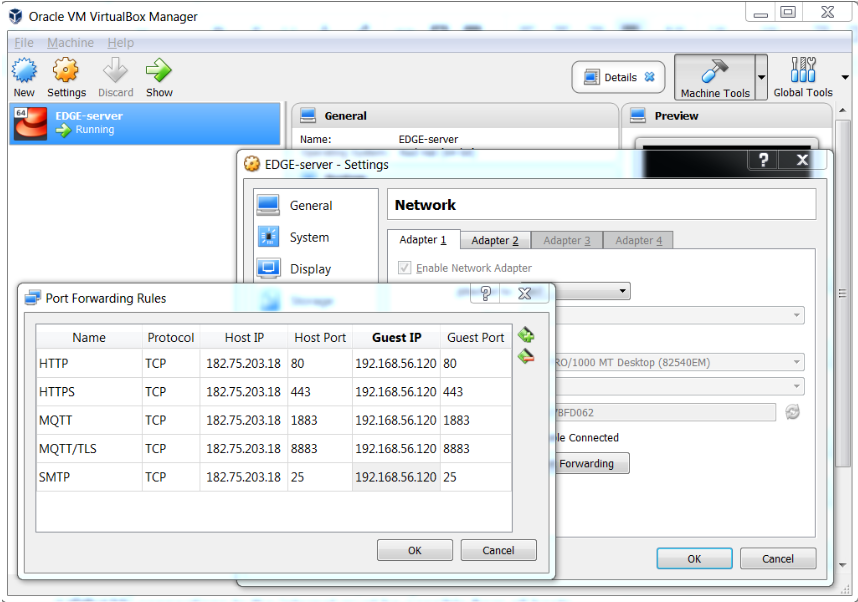 Oracle VM VirtualBox Manager
File Machine Help
New Settings Discard Show
Details
Machine Tools
Global Tools
64
EDGE-server
Running
General
Name: EDGE-server
Preview
EDGE-server - Settings
General
System
Display
Network
Adapter 1 Adapter 2 Adapter 3 Adapter 4
Enable Network Adapter
RO/1000 MT Desktop (82540EM)
BFD062
le Connected
Forwarding
OK Cancel
Port Forwarding Rules
Name Protocol Host IP Host Port Guest IP Guest Port
HTTP TCP 182.75.203.18 80 192.168.56.120 80
HTTPS TCP 182.75.203.18 443 192.168.56.120 443
MQTT TCP 182.75.203.18 1883 192.168.56.120 1883
MQTT/TLS TCP 182.75.203.18 8883 192.168.56.120 8883
SMTP TCP 182.75.203.18 25 192.168.56.120 25
OK Cancel